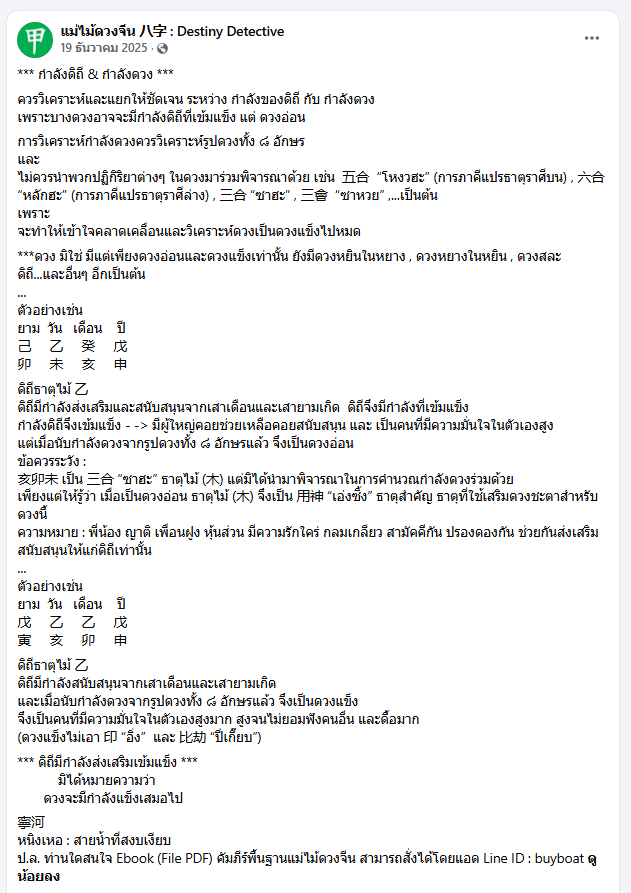 甲
แม่ไม้ดวงจีน 八字 : Destiny Detective
19 ธันวาคม 2025 ·
*** กำลังดิถี & กำลังดวง ***
ควรวิเคราะห์และแยกให้ชัดเจน ระหว่าง กำลังของดิถี กับ กำลังดวง
เพราะบางดวงอาจจะมีกำลังดิถีที่เข้มแข็ง แต่ ดวงอ่อน
การวิเคราะห์กำลังดวงควรวิเคราะห์รูปดวงทั้ง ๘ อักษร
และ
ไม่ควรนำพวกปฏิกิริยาต่างๆ ในดวงมาร่วมพิจารณาด้วย เช่น 五合 “โหงวฮะ” (การภาคีแปรธาตุราศีบน) , 六合
“หลักฮะ” (การภาคีแปรธาตุราศีล่าง) , 三合 “ซาฮะ” , 三會 “ซาหวย” ,...เป็นต้น
เพราะ
จะทำให้เข้าใจคลาดเคลื่อนและวิเคราะห์ดวงเป็นดวงแข็งไปหมด
***ดวง มิใช่ มีแต่เพียงดวงอ่อนและดวงแข็งเท่านั้น ยังมีดวงหยินในหยาง , ดวงหยางในหยิน , ดวงสละ
ดิถี...และอื่นๆ อีกเป็นต้น
...
ตัวอย่างเช่น
ยาม วัน เดือน ปี
己 乙 癸 戊
卯 未 亥 申
ดิถีธาตุไม้ 乙
ดิถีมีกำลังส่งเสริมและสนับสนุนจากเสาเดือนและเสายามเกิด ดิถีจึงมีกำลังที่เข้มแข็ง
กำลังดิถีจึงเข้มแข็ง - -> มีผู้ใหญ่คอยช่วยเหลือคอยสนับสนุน และ เป็นคนที่มีความมั่นใจในตัวเองสูง
แต่เมื่อนับกำลังดวงจากรูปดวงทั้ง ๘ อักษรแล้ว จึงเป็นดวงอ่อน
ข้อควรระวัง :
亥卯未 เป็น 三合 “ซาฮะ” ธาตุไม้ (木) แต่มิได้นำมาพิจารณาในการคำนวณกำลังดวงร่วมด้วย
เพียงแต่ให้รู้ว่า เมื่อเป็นดวงอ่อน ธาตุไม้ (木) จึงเป็น 用神 “เอ่งซิ้ง” ธาตุสำคัญ ธาตุที่ใช้เสริมดวงชะตาสำหรับ
ดวงนี้
ความหมาย : พี่น้อง ญาติ เพื่อนฝูง หุ้นส่วน มีความรักใคร่ กลมเกลียว สามัคคีกัน ปรองดองกัน ช่วยกันส่งเสริม
สนับสนุนให้แก่ดิถีเท่านั้น
...
ตัวอย่างเช่น
ยาม วัน เดือน ปี
戊 乙 乙 戊
寅 亥 卯 申
ดิถีธาตุไม้ 乙
ดิถีมีกำลังสนับสนุนจากเสาเดือนและเสายามเกิด
และเมื่อนับกำลังดวงจากรูปดวงทั้ง ๘ อักษรแล้ว จึงเป็นดวงแข็ง
จึงเป็นคนที่มีความมั่นใจในตัวเองสูงมาก สูงจนไม่ยอมฟังคนอื่น และดื้อมาก
(ดวงแข็งไม่เอา 印 “อิ่ง” และ 比劫 “ปี่เกี๊ยบ”)
*** ดิถีมีกำลังส่งเสริมเข้มแข็ง ***
มิได้หมายความว่า
ดวงจะมีกำลังแข็งเสมอไป
寧河
หนิงเหอ : สายน้ำที่สงบเงียบ
ป.ล. ท่านใดสนใจ Ebook (File PDF) คัมภีร์พื้นฐานแม่ไม้ดวงจีน สามารถสั่งได้โดยแอด Line ID : buyboat ดู
น้อยลง